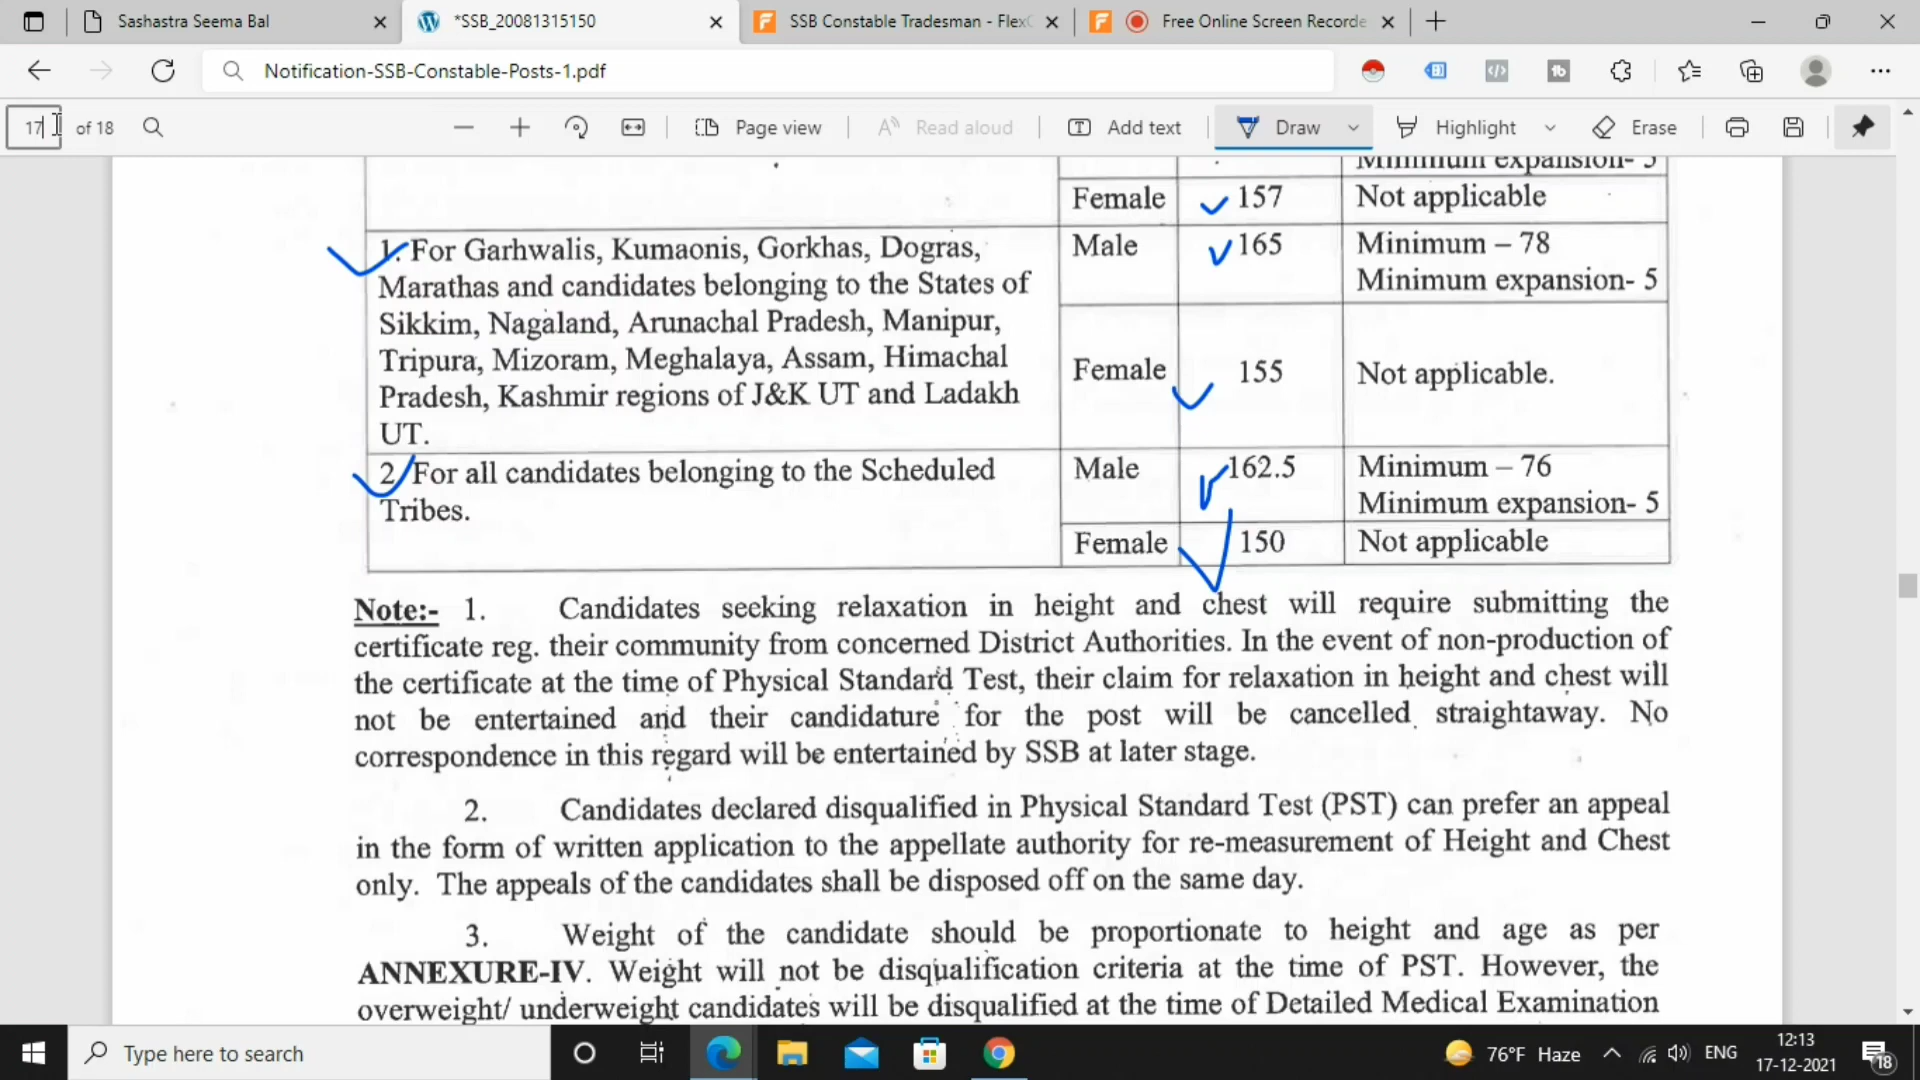 Sashastra Seema Bal
*SSB_20081315150
SSB Constable Tradesman - Flex
Free Online Screen Recorde
Notification-SSB-Constable-Posts-1.pdf
17 of 18
Page view
Read aloud
Add text
Draw
Highlight
Erase
Minimum expansion- 5
Female 157 Not applicable
1. For Garhwalis, Kumaonis, Gorkhas, Dogras, Male 165 Minimum – 78
Marathas and candidates belonging to the States of Minimum expansion- 5
Sikkim, Nagaland, Arunachal Pradesh, Manipur,
Tripura, Mizoram, Meghalaya, Assam, Himachal Female 155 Not applicable.
Pradesh, Kashmir regions of J&K UT and Ladakh
UT.
2 For all candidates belonging to the Scheduled Male 162.5 Minimum – 76
Tribes. Minimum expansion- 5
Female 150 Not applicable
Note:- 1. Candidates seeking relaxation in height and chest will require submitting the
certificate reg. their community from concerned District Authorities. In the event of non-production of
the certificate at the time of Physical Standard Test, their claim for relaxation in height and chest will
not be entertained and their candidature for the post will be cancelled straightaway. No
correspondence in this regard will be entertained by SSB at later stage.
2. Candidates declared disqualified in Physical Standard Test (PST) can prefer an appeal
in the form of written application to the appellate authority for re-measurement of Height and Chest
only. The appeals of the candidates shall be disposed off on the same day.
3. Weight of the candidate should be proportionate to height and age as per
ANNEXURE-IV. Weight will not be disqualification criteria at the time of PST. However, the
overweight/ underweight candidates will be disqualified at the time of Detailed Medical Examination
Type here to search
76°F Haze
ENG
12:13
17-12-2021
18